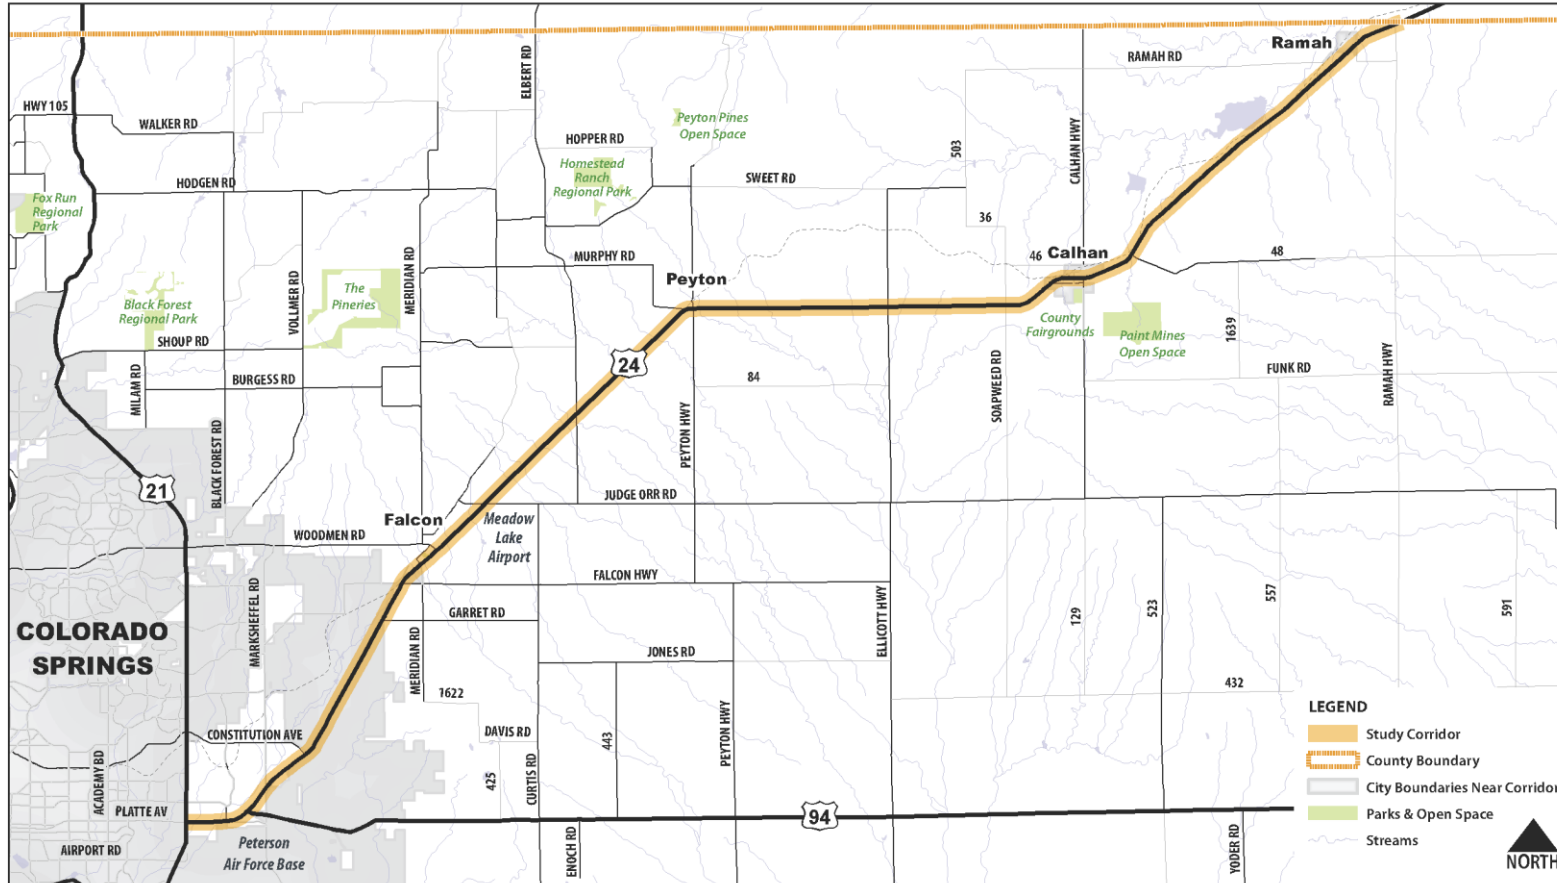 Ramah
RAMAH RD
ELBERT RD
HWY 105
WALKER RD
Peyton Pines
Open Space
HOPPER RD
503
CALHAN HWY
Homestead
Ranch
Regional Park
HODGEN RD
SWEET RD
Fox Run
Regional
Park
36
MURPHY RD
46
Calhan
48
Peyton
MERIDIAN RD
VOLLMER RD
The
Pineries
Black Forest
Regional Park
County
Fairgrounds
Paint Mines
Open Space
1639
SHOUP RD
24
FUNK RD
RAMAH HWY
MILAM RD
BURGESS RD
84
SOAPWEED RD
BLACK FOREST RD
PEYTON HWY
21
JUDGE ORR RD
Falcon
Meadow
Lake
Airport
WOODMEN RD
FALCON HWY
MARKSHEFFEL RD
GARRET RD
ELLICOTT HWY
129
523
557
591
COLORADO
SPRINGS
MERIDIAN RD
JONES RD
7622
432
PEYTON HWY
DAVIS RD
443
CONSTITUTION AVE
ACADEMY BD
425
CURTIS RD
PLATTE AV
94
AIRPORT RD
Peterson
Air Force Base
ENOCH RD
YODER RD
LEGEND
Study Corridor
County Boundary
City Boundaries Near Corridor
Parks & Open Space
Streams
NORTH